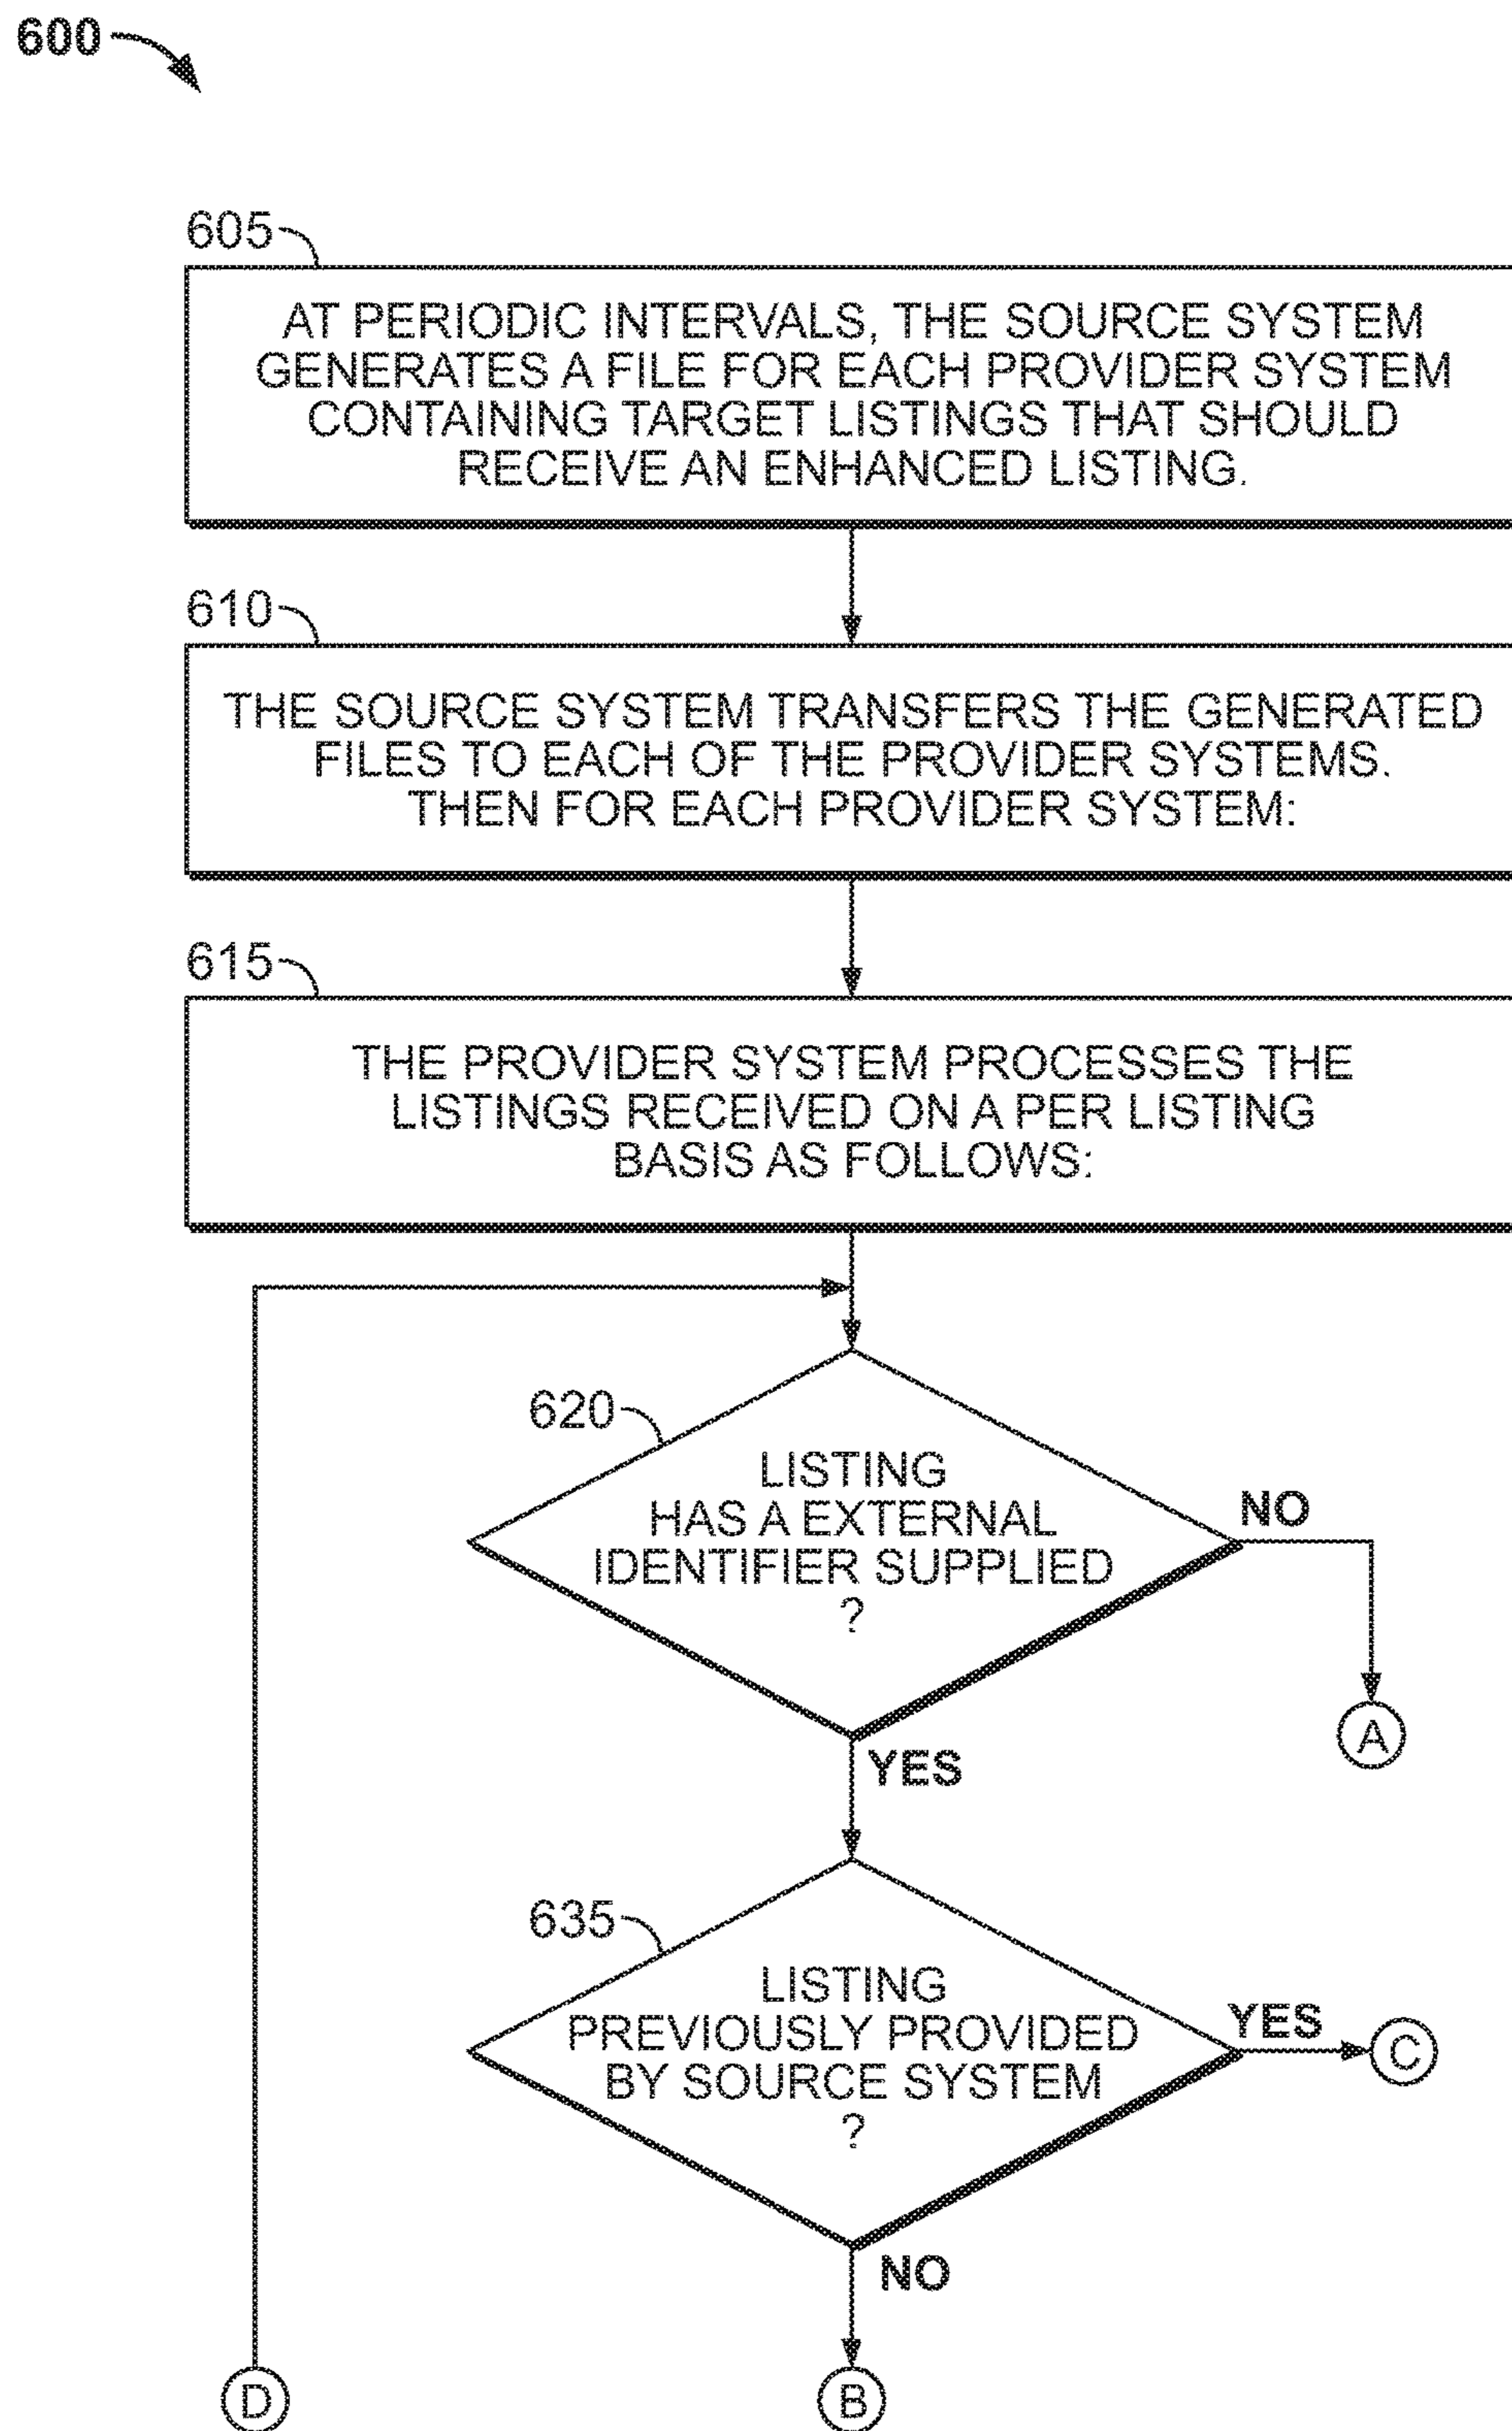 600
605
AT PERIODIC INTERVALS, THE SOURCE SYSTEM
GENERATES A FILE FOR EACH PROVIDER SYSTEM
CONTAINING TARGET LISTINGS THAT SHOULD
RECEIVE AN ENHANCED LISTING.
610
THE SOURCE SYSTEM TRANSFERS THE GENERATED
FILES TO EACH OF THE PROVIDER SYSTEMS.
THEN FOR EACH PROVIDER SYSTEM:
615
THE PROVIDER SYSTEM PROCESSES THE
LISTINGS RECEIVED ON A PER LISTING
BASIS AS FOLLOWS:
620
LISTING
HAS A EXTERNAL
IDENTIFIER SUPPLIED
?
NO
A
YES
635
LISTING
PREVIOUSLY PROVIDED
BY SOURCE SYSTEM
?
YES
C
NO
D
B